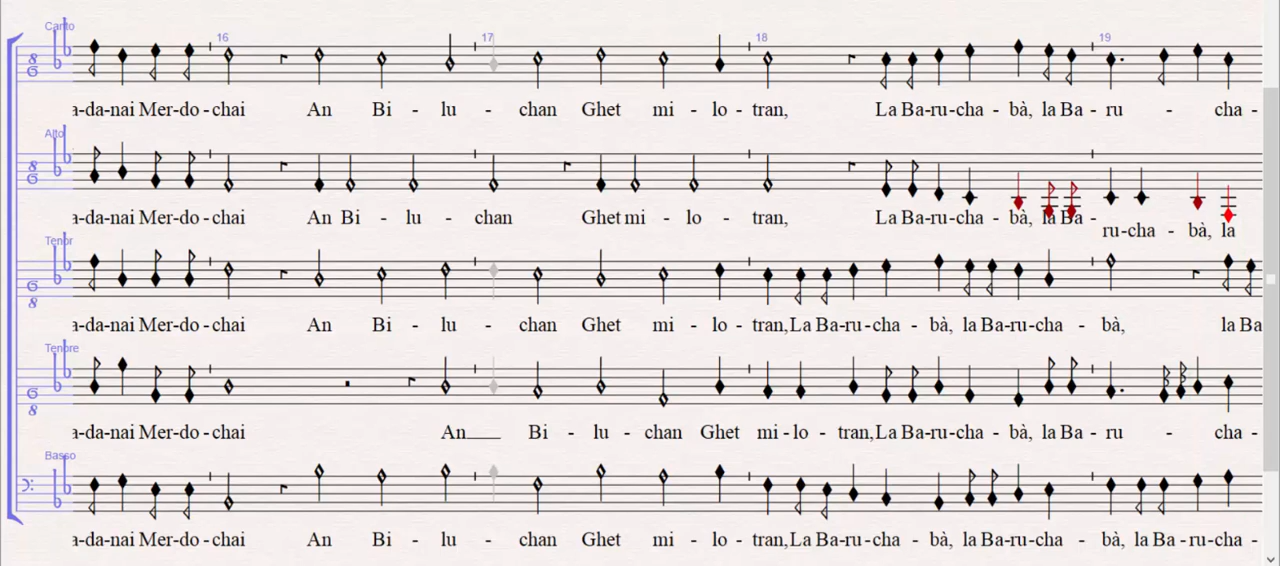 Canto
16 17 18 19
a-da-nai Mer-do-chai An Bi - lu - chan Ghet mi - lo - tran, La Ba-ru-cha-bà, la Ba - ru - cha -
Alto
a-da-nai Mer-do-chai An Bi - lu - chan Ghet mi - lo - tran, La Ba-ru-cha - bà, la Ba - ru-cha - bà, la
Tenor
a-da-nai Mer-do-chai An Bi - lu - chan Ghet mi - lo - tran, La Ba-ru-cha - bà, la Ba-ru-cha - bà, la Ba
Tenore
a-da-nai Mer-do-chai An Bi - lu - chan Ghet mi - lo - tran, La Ba-ru-cha - bà, la Ba - ru - cha -
Basso
a-da-nai Mer-do-chai An Bi - lu - chan Ghet mi - lo - tran, La Ba-ru-cha - bà, la Ba-ru-cha - bà, la Ba-ru-cha -